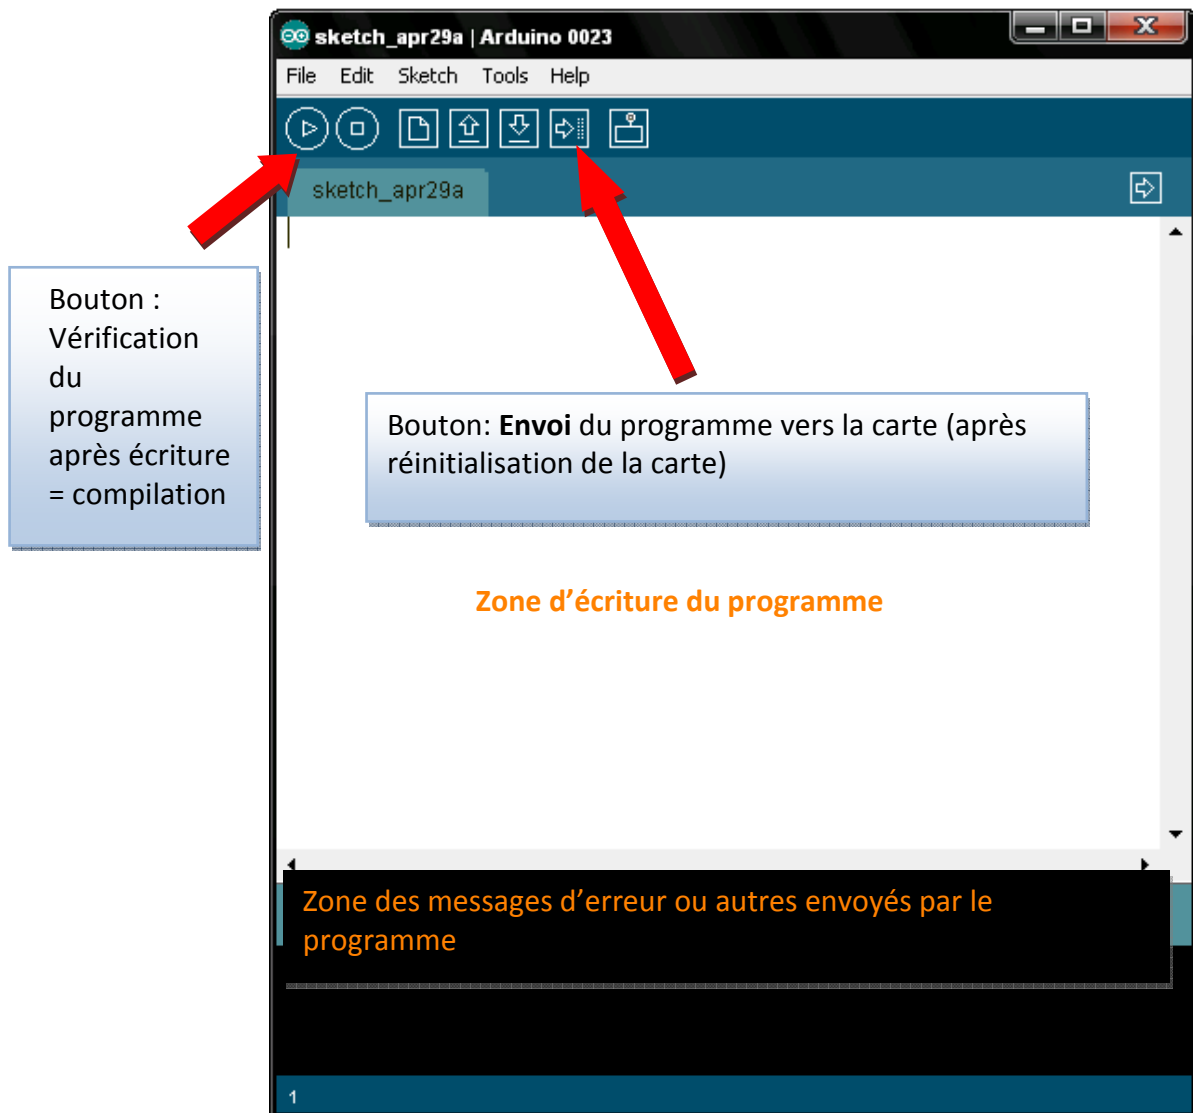 sketch_apr29a | Arduino 0023
File Edit Sketch Tools Help
sketch_apr29a
Bouton :
Vérification
du
programme
après écriture
= compilation
Bouton: Envoi du programme vers la carte (après
réinitialisation de la carte)
Zone d’écriture du programme
Zone des messages d’erreur ou autres envoyés par le
programme
1